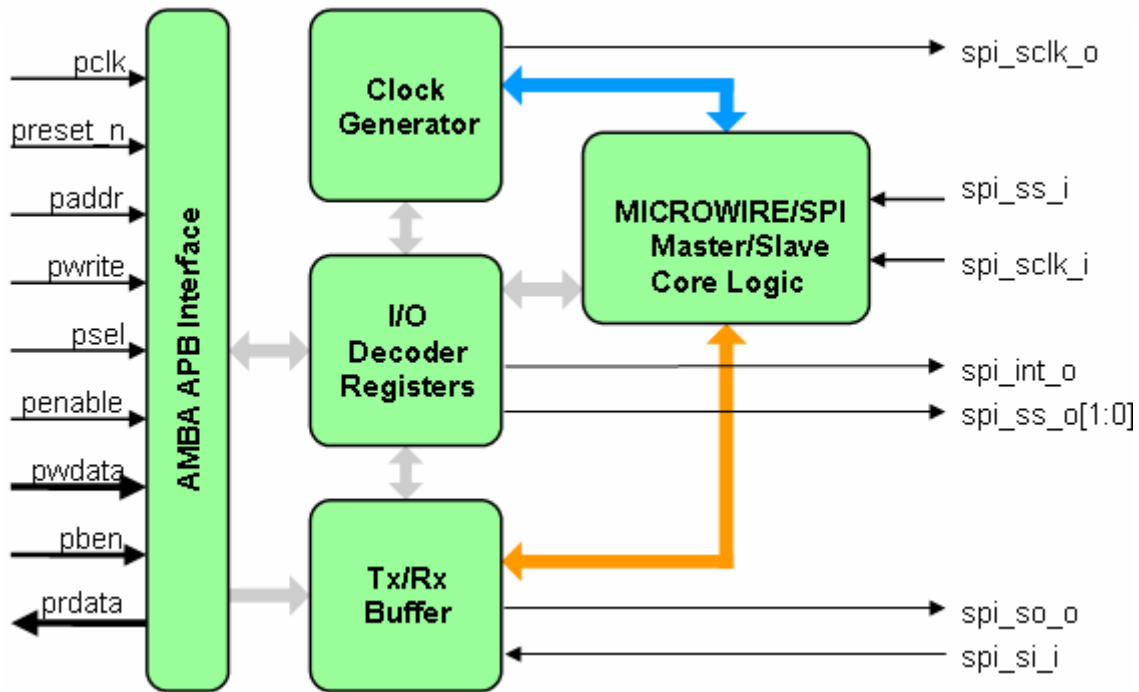 pclk
preset_n
paddr
pwrite
psel
penable
pwdata
pben
prdata
AMBA APB Interface
Clock
Generator
I/O
Decoder
Registers
Tx/Rx
Buffer
MICROWIRE/SPI
Master/Slave
Core Logic
spi_sclk_o
spi_ss_i
spi_sclk_i
spi_int_o
spi_ss_o[1:0]
spi_so_o
spi_si_i